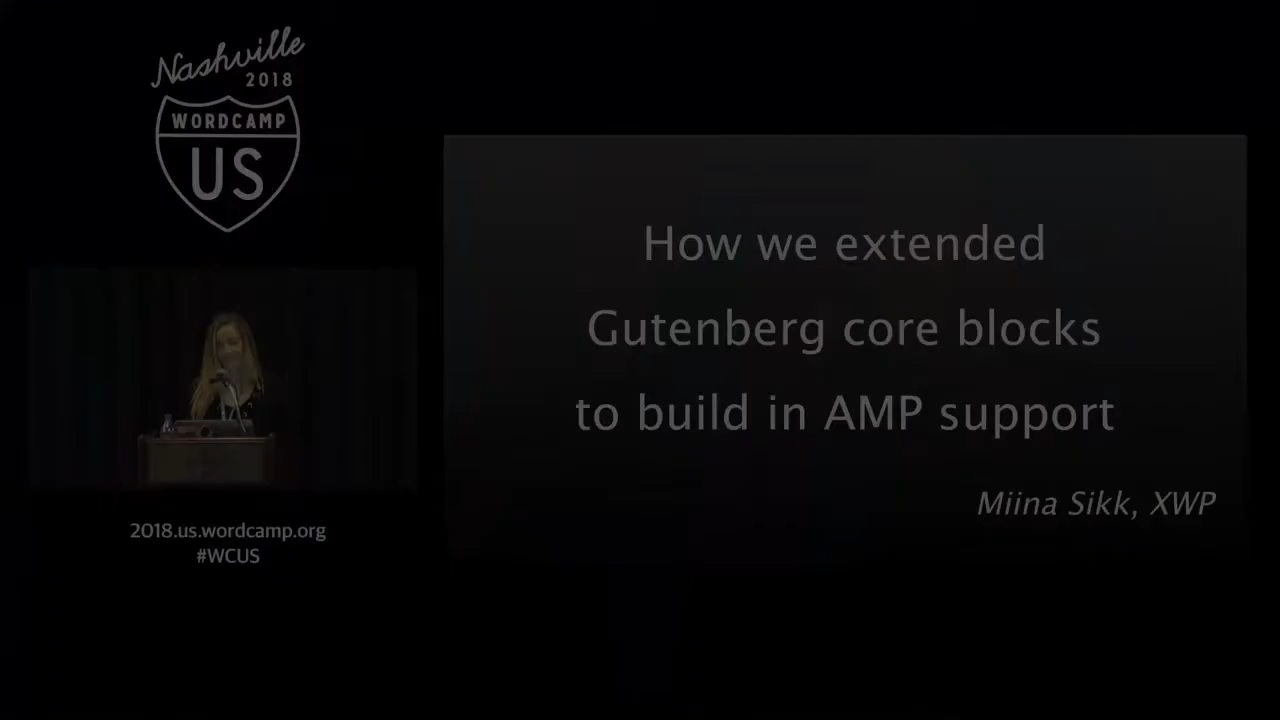 Nashville
2018
WORDCAMP
US
How we extended
Gutenberg core blocks
to build in AMP support
Miina Sikk, XWP
2018.us.wordcamp.org
#WCUS